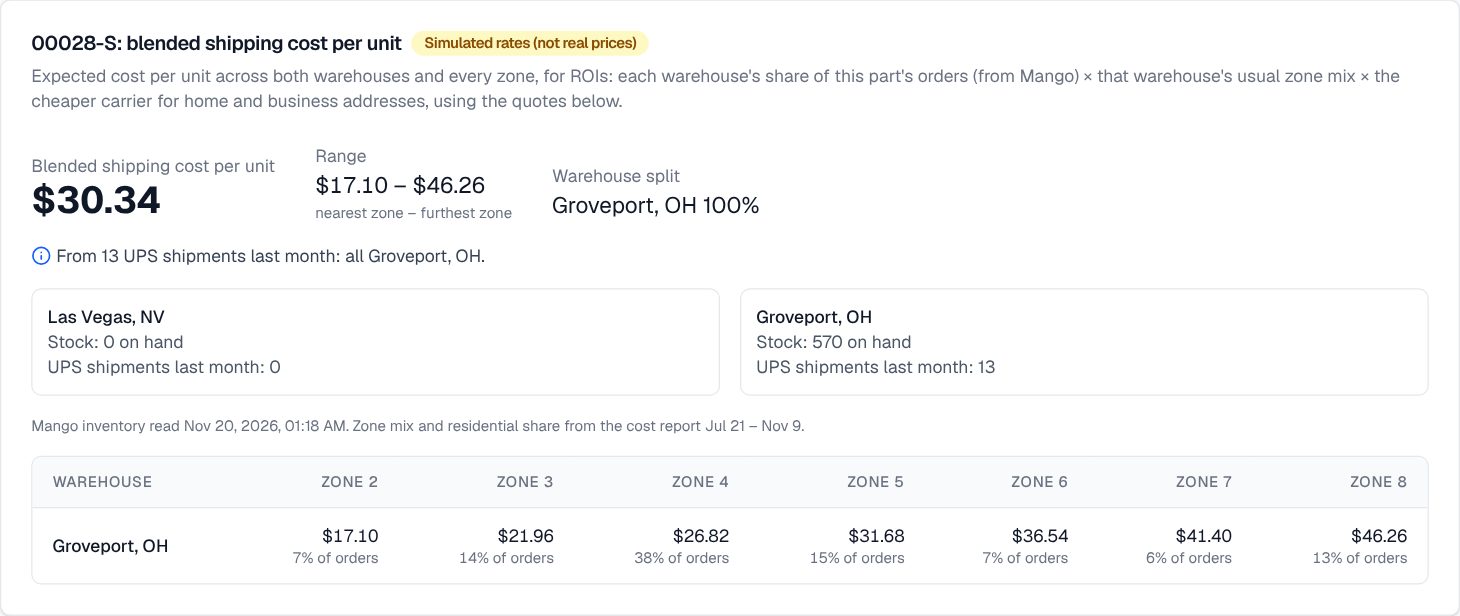 00028-S: blended shipping cost per unit Simulated rates (not real prices)
Expected cost per unit across both warehouses and every zone, for ROIs: each warehouse's share of this part's orders (from Mango) × that warehouse's usual zone mix × the
cheaper carrier for home and business addresses, using the quotes below.
Blended shipping cost per unit
$30.34
Range
$17.10 – $46.26
nearest zone – furthest zone
Warehouse split
Groveport, OH 100%
From 13 UPS shipments last month: all Groveport, OH.
Las Vegas, NV
Stock: 0 on hand
UPS shipments last month: 0
Groveport, OH
Stock: 570 on hand
UPS shipments last month: 13
Mango inventory read Nov 20, 2026, 01:18 AM. Zone mix and residential share from the cost report Jul 21 – Nov 9.
WAREHOUSE ZONE 2 ZONE 3 ZONE 4 ZONE 5 ZONE 6 ZONE 7 ZONE 8
Groveport, OH $17.10 $21.96 $26.82 $31.68 $36.54 $41.40 $46.26
7% of orders 14% of orders 38% of orders 15% of orders 7% of orders 6% of orders 13% of orders